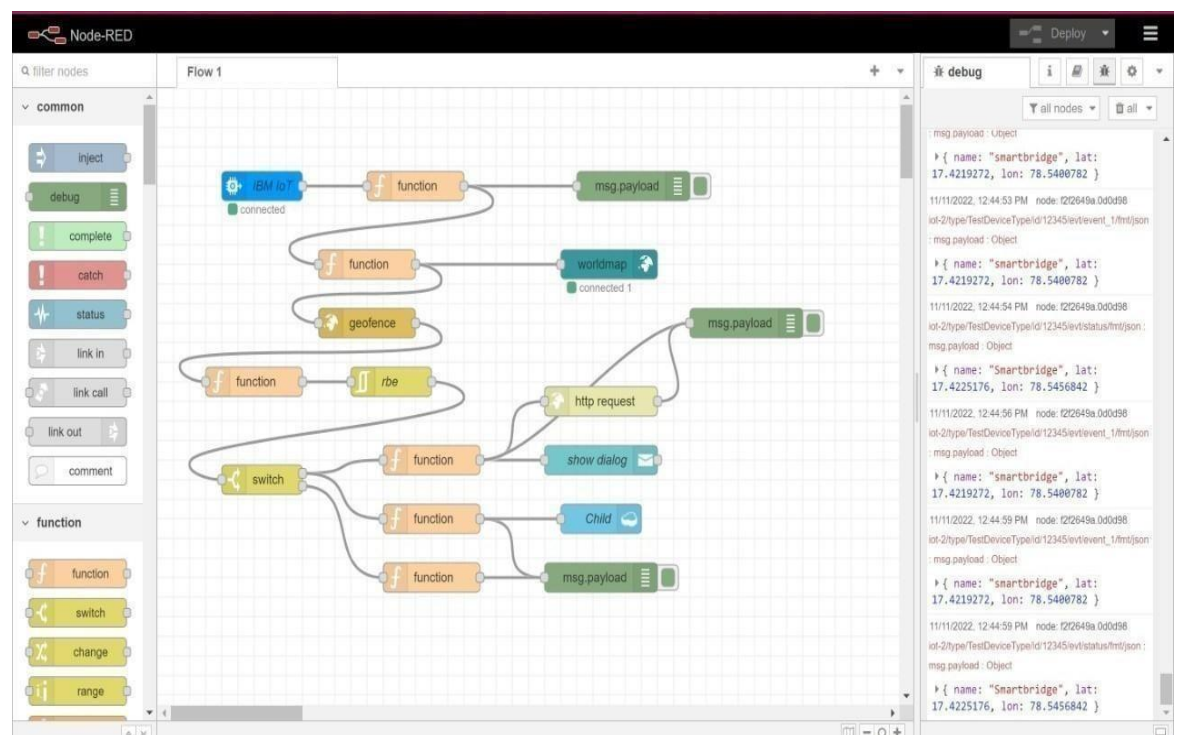 Node-RED
Deploy
filter nodes
Flow 1
debug
i
all nodes
all
common
inject
debug
complete
catch
status
link in
link call
link out
comment
function
function
switch
change
range
IBM IoT
connected
function
msg.payload
function
worldmap
connected 1
geofence
msg.payload
function
rbe
http request
switch
function
show dialog
function
Child
function
msg.payload
: msg.payload : Object
{ name: "smartbridge", lat:
17.4219272, lon: 78.5400782 }
11/11/2022, 12:44:53 PM node: f2f2649a.0d0d98
iot-2/type/TestDeviceType/id/12345/evt/event_1/fmt/json
: msg.payload : Object
{ name: "smartbridge", lat:
17.4219272, lon: 78.5400782 }
11/11/2022, 12:44:54 PM node: f2f2649a.0d0d98
iot-2/type/TestDeviceType/id/12345/evt/status/fmt/json :
msg.payload : Object
{ name: "Smartbridge", lat:
17.4225176, lon: 78.5456842 }
11/11/2022, 12:44:56 PM node: f2f2649a.0d0d98
iot-2/type/TestDeviceType/id/12345/evt/event_1/fmt/json
: msg.payload : Object
{ name: "smartbridge", lat:
17.4219272, lon: 78.5400782 }
11/11/2022, 12:44:59 PM node: f2f2649a.0d0d98
iot-2/type/TestDeviceType/id/12345/evt/event_1/fmt/json
: msg.payload : Object
{ name: "smartbridge", lat:
17.4219272, lon: 78.5400782 }
11/11/2022, 12:44:59 PM node: f2f2649a.0d0d98
iot-2/type/TestDeviceType/id/12345/evt/status/fmt/json :
msg.payload : Object
{ name: "Smartbridge", lat:
17.4225176, lon: 78.5456842 }